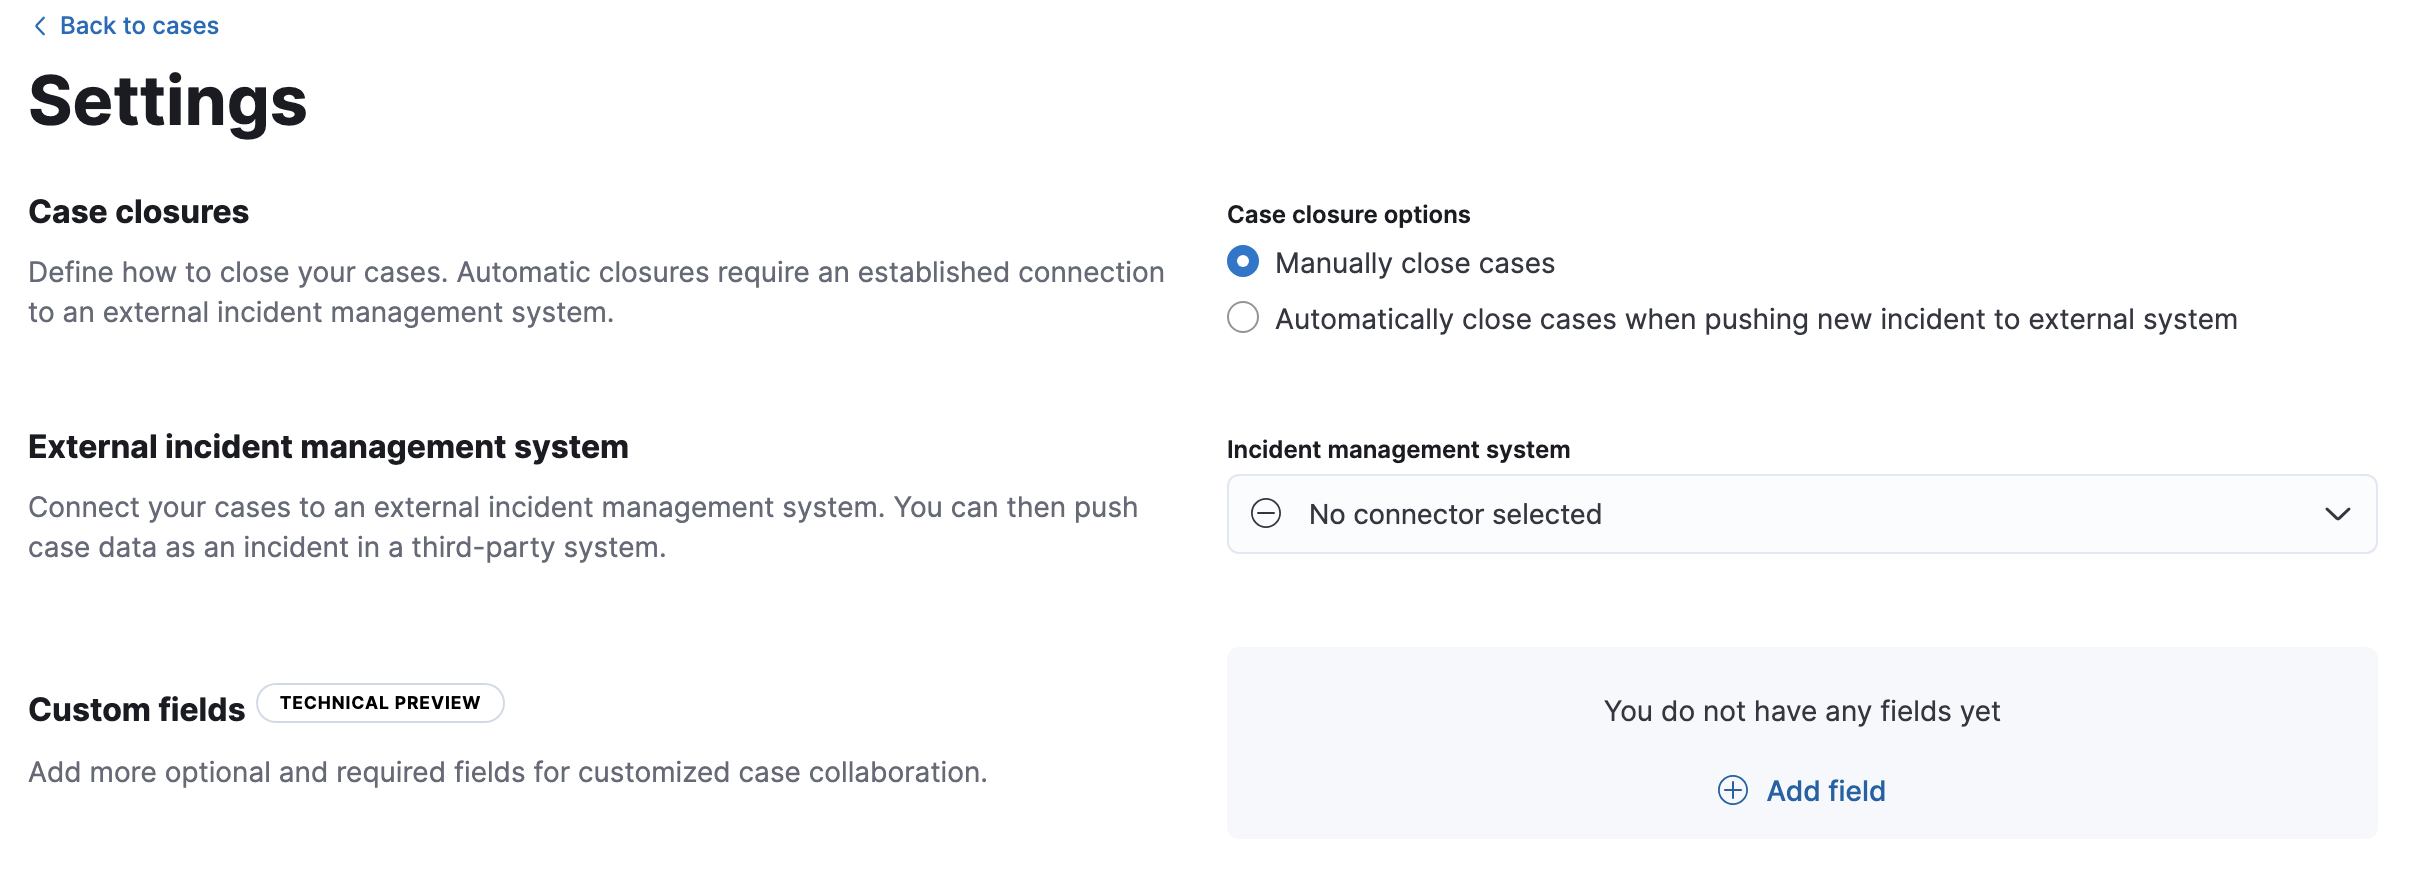 Back to cases
Settings
Case closures
Define how to close your cases. Automatic closures require an established connection
to an external incident management system.
Case closure options
Manually close cases
Automatically close cases when pushing new incident to external system
External incident management system
Connect your cases to an external incident management system. You can then push
case data as an incident in a third-party system.
Incident management system
No connector selected
Custom fields TECHNICAL PREVIEW
Add more optional and required fields for customized case collaboration.
You do not have any fields yet
Add field